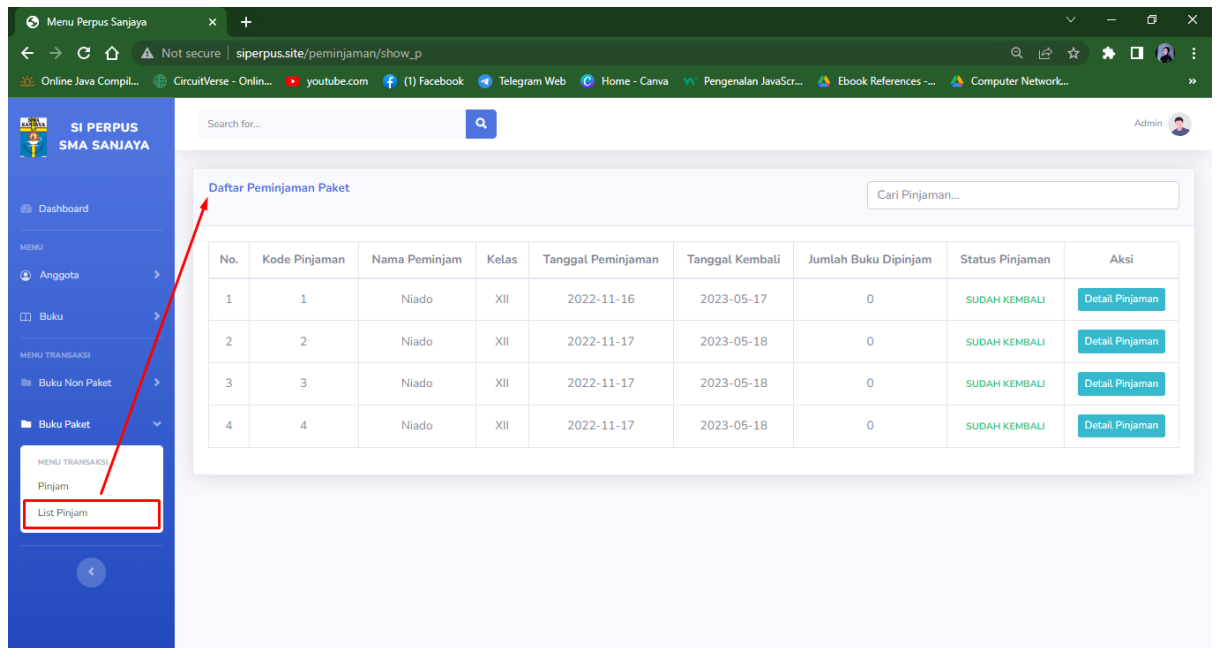 Menu Perpus Sanjaya
Not secure | siperpus.site/peminjaman/show_p
Online Java Compil... CircuitVerse - Onlin... youtube.com (1) Facebook Telegram Web Home - Canva Pengenalan JavaScr... Ebook References -... Computer Network... »
SI PERPUS
SMA SANJAYA
Search for...
Admin
Dashboard
MENU
Anggota
Buku
MENU TRANSAKSI
Buku Non Paket
Buku Paket
MENU TRANSAKSI
Pinjam
List Pinjam
Daftar Peminjaman Paket
Cari Pinjaman...
No. Kode Pinjaman Nama Peminjam Kelas Tanggal Peminjaman Tanggal Kembali Jumlah Buku Dipinjam Status Pinjaman Aksi
1 1 Niado XII 2022-11-16 2023-05-17 0 SUDAH KEMBALI Detail Pinjaman
2 2 Niado XII 2022-11-17 2023-05-18 0 SUDAH KEMBALI Detail Pinjaman
3 3 Niado XII 2022-11-17 2023-05-18 0 SUDAH KEMBALI Detail Pinjaman
4 4 Niado XII 2022-11-17 2023-05-18 0 SUDAH KEMBALI Detail Pinjaman